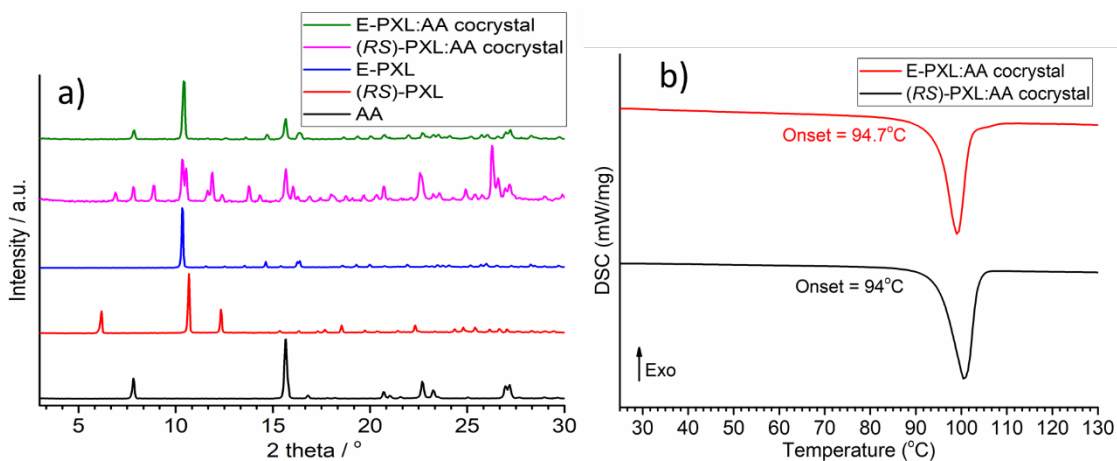 a)
E-PXL:AA cocrystal
(RS)-PXL:AA cocrystal
E-PXL
(RS)-PXL
AA
Intensity / a.u.
5 10 15 20 25 30
2 theta / °
b)
E-PXL:AA cocrystal
(RS)-PXL:AA cocrystal
Onset = 94.7°C
Onset = 94°C
Exo
DSC (mW/mg)
30 40 50 60 70 80 90 100 110 120 130
Temperature (°C)